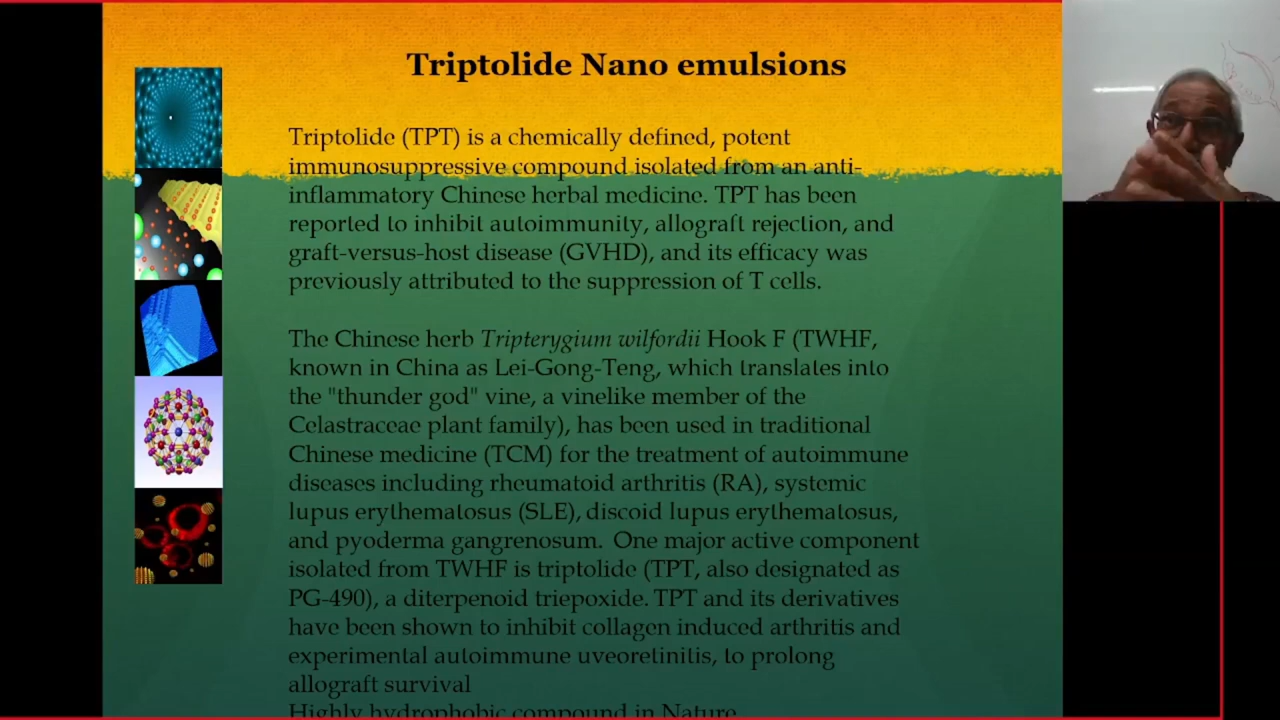 Triptolide Nano emulsions
Triptolide (TPT) is a chemically defined, potent
immunosuppressive compound isolated from an anti-
inflammatory Chinese herbal medicine. TPT has been
reported to inhibit autoimmunity, allograft rejection, and
graft-versus-host disease (GVHD), and its efficacy was
previously attributed to the suppression of T cells.
The Chinese herb Tripterygium wilfordii Hook F (TWHF,
known in China as Lei-Gong-Teng, which translates into
the "thunder god" vine, a vinelike member of the
Celastraceae plant family), has been used in traditional
Chinese medicine (TCM) for the treatment of autoimmune
diseases including rheumatoid arthritis (RA), systemic
lupus erythematosus (SLE), discoid lupus erythematosus,
and pyoderma gangrenosum. One major active component
isolated from TWHF is triptolide (TPT, also designated as
PG-490), a diterpenoid triepoxide. TPT and its derivatives
have been shown to inhibit collagen induced arthritis and
experimental autoimmune uveoretinitis, to prolong
allograft survival
Highly hydrophobic compound in Nature